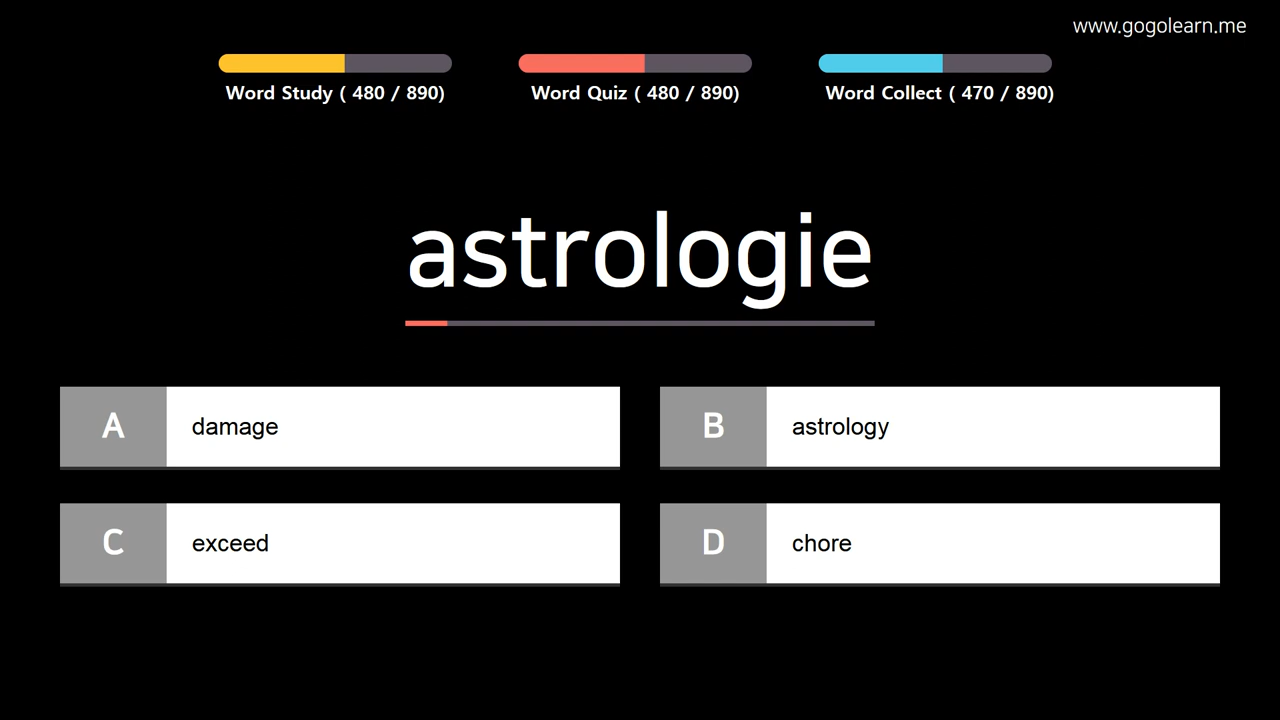 www.gogolearn.me
Word Study ( 480 / 890)
Word Quiz ( 480 / 890)
Word Collect ( 470 / 890)
astrologie
A damage
B astrology
C exceed
D chore